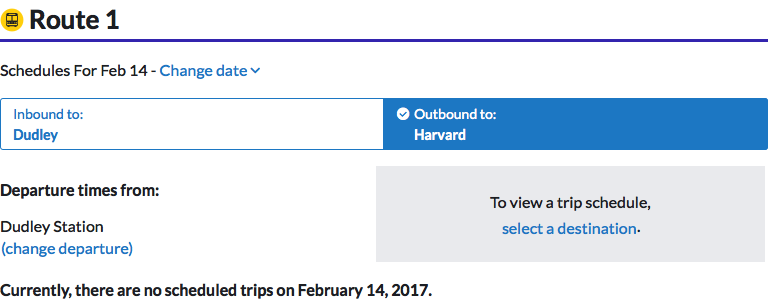 Route 1
Schedules For Feb 14 - Change date
Inbound to:
Dudley
Outbound to:
Harvard
Departure times from:
Dudley Station
(change departure)
To view a trip schedule,
select a destination.
Currently, there are no scheduled trips on February 14, 2017.